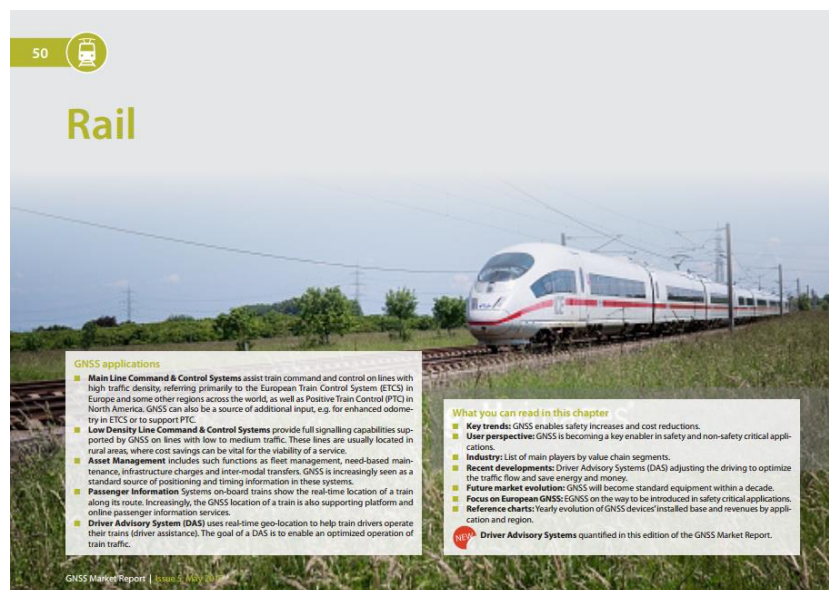 50
Rail
GNSS applications
Main Line Command & Control Systems assist train command and control on lines with
high traffic density, referring primarily to the European Train Control System (ETCS) in
Europe and some other regions across the world, as well as Positive Train Control (PTC) in
North America. GNSS can also be a source of additional input, e.g. for enhanced odome-
try in ETCS or to support PTC.
Low Density Line Command & Control Systems provide full signalling capabilities sup-
ported by GNSS on lines with low to medium traffic. These lines are usually located in
rural areas, where cost savings can be vital for the viability of a service.
Asset Management includes such functions as fleet management, need-based main-
tenance, infrastructure charges and inter-modal transfers. GNSS is increasingly seen as a
standard source of positioning and timing information in these systems.
Passenger Information Systems on-board trains show the real-time location of a train
along its route. Increasingly, the GNSS location of a train is also supporting platform and
online passenger information services.
Driver Advisory System (DAS) uses real-time geo-location to help train drivers operate
their trains (driver assistance). The goal of a DAS is to enable an optimized operation of
train traffic.
What you can read in this chapter
Key trends: GNSS enables safety increases and cost reductions.
User perspective: GNSS is becoming a key enabler in safety and non-safety critical appli-
cations.
Industry: List of main players by value chain segments.
Recent developments: Driver Advisory Systems (DAS) adjusting the driving to optimize
the traffic flow and save energy and money.
Future market evolution: GNSS will become standard equipment within a decade.
Focus on European GNSS: EGNSS on the way to be introduced in safety critical applications.
Reference charts: Yearly evolution of GNSS devices' installed base and revenues by appli-
cation and region.
NEW Driver Advisory Systems quantified in this edition of the GNSS Market Report.
GNSS Market Report | Issue 5, May